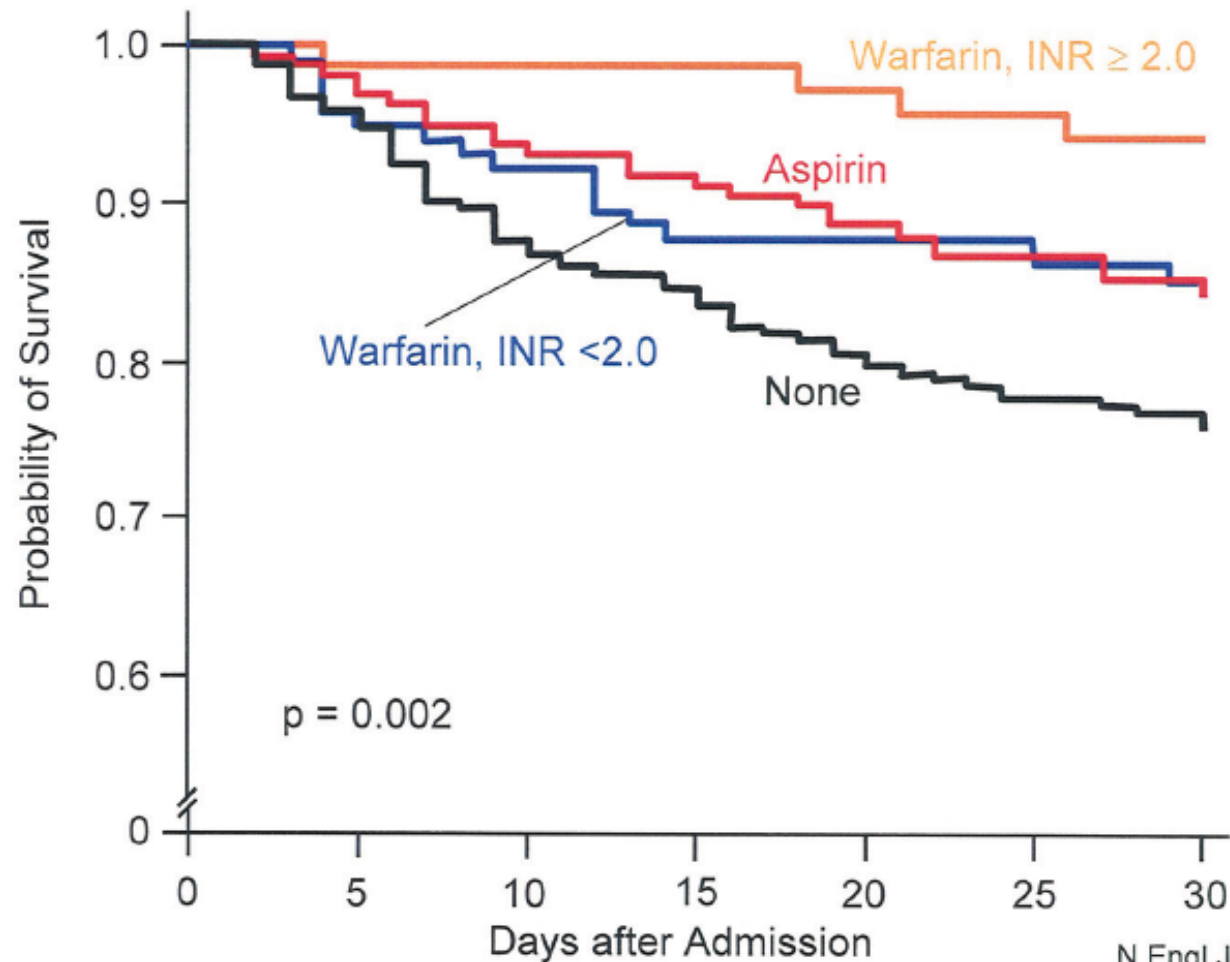 Probability of Survival
1.0
0.9
0.8
0.7
0.6
0
Warfarin, INR ≥ 2.0
Aspirin
Warfarin, INR <2.0
None
p = 0.002
0 5 10 15 20 25 30
Days after Admission
N Engl J